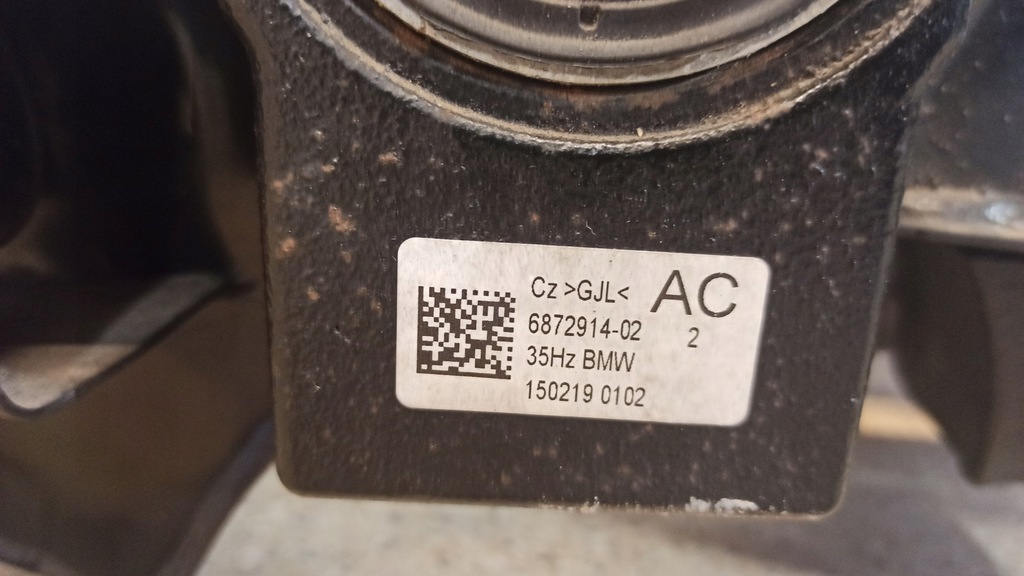 Cz >GJL< AC
6872914-02 2
35Hz BMW
150219 0102